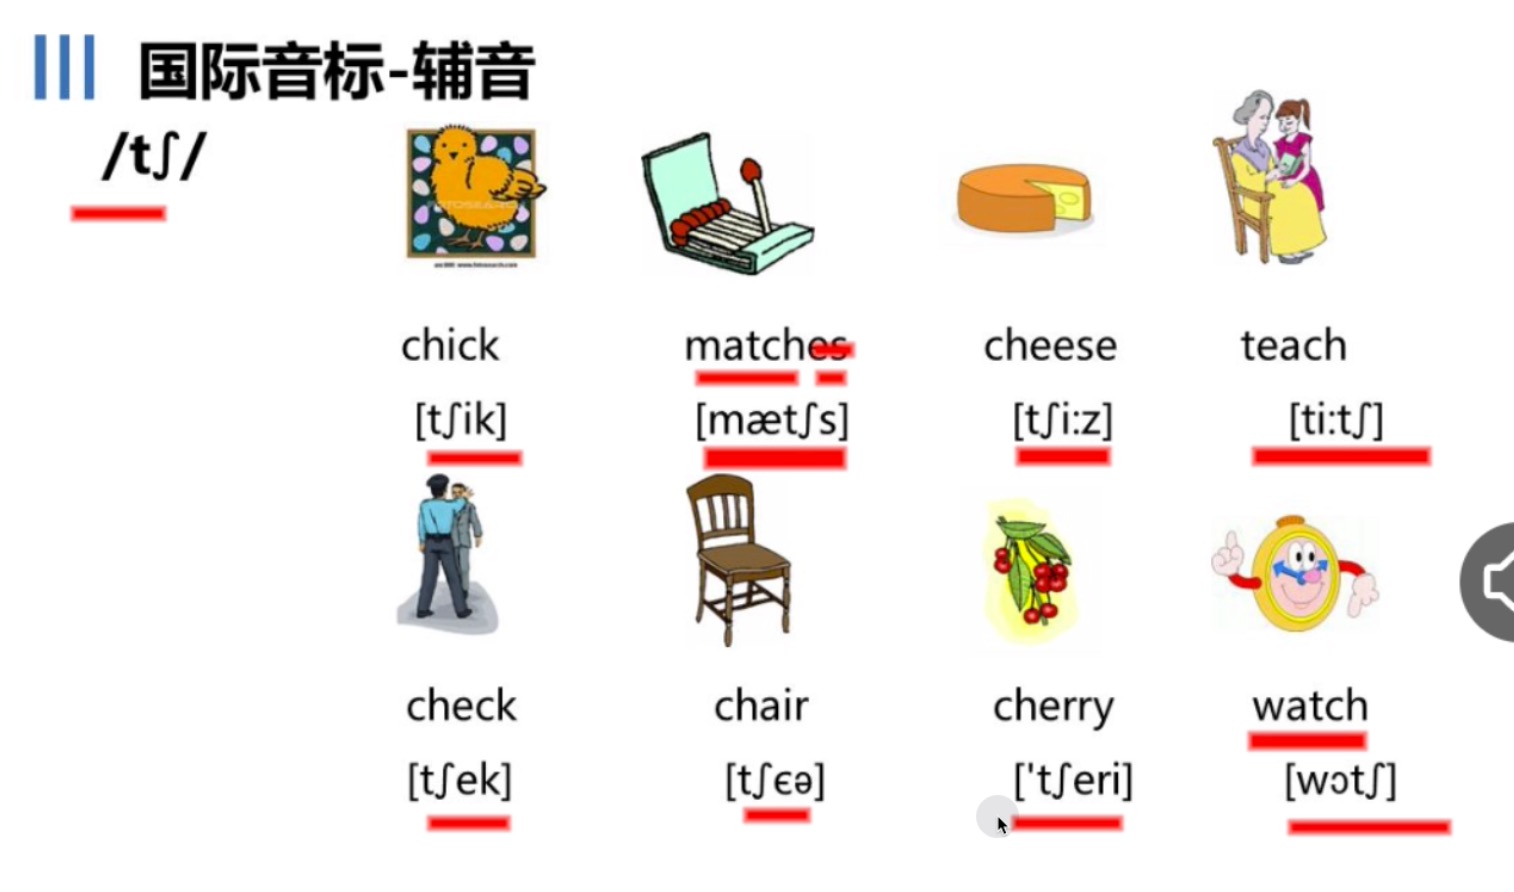 国际音标-辅音
/tʃ/
chick matches cheese teach
[tʃik] [mætʃs] [tʃi:z] [ti:tʃ]
check chair cherry watch
[tʃek] [tʃєə] ['tʃeri] [wɔtʃ]